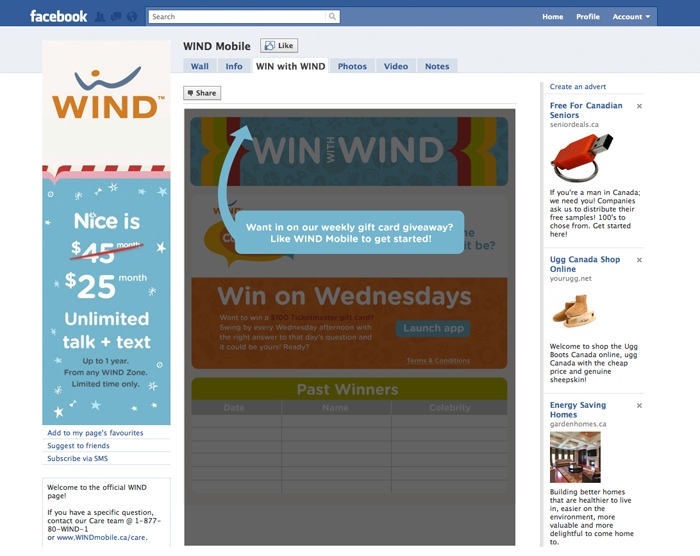 facebook
Search
Home Profile Account
WIND Mobile
Like
Wall Info WIN with WIND Photos Video Notes
Share
WIND™
Nice is
$45 month
$25 month
Unlimited
talk + text
Up to 1 year.
From any WIND Zone.
Limited time only.
Add to my page's favourites
Suggest to friends
Subscribe via SMS
Welcome to the official WIND
page!
If you have a specific question,
contact our Care team @ 1-877-
80-WIND-1
or www.WINDmobile.ca/care.
WIN WITH WIND
Want in on our weekly gift card giveaway?
Like WIND Mobile to get started!
WIND
it be?
Win on Wednesdays
Want to win a $100 Ticketmaster gift card?
Swing by every Wednesday afternoon with
the right answer to that day's question and
it could be yours! Ready?
Launch app
Terms & Conditions
Past Winners
Date Name Celebrity
Create an advert
Free For Canadian
Seniors
seniordeals.ca
If you're a man in Canada;
we need you! Companies
ask us to distribute their
free samples! 100's to
chose from. Get started
here!
Ugg Canada Shop
Online
yourugg.net
Welcome to shop the Ugg
Boots Canada online, ugg
Canada with the cheap
price and genuine
sheepskin!
Energy Saving
Homes
gardenhomes.ca
Building better homes
that are healthier to live
in, easier on the
environment, more
valuable and more
delightful to come home
to.